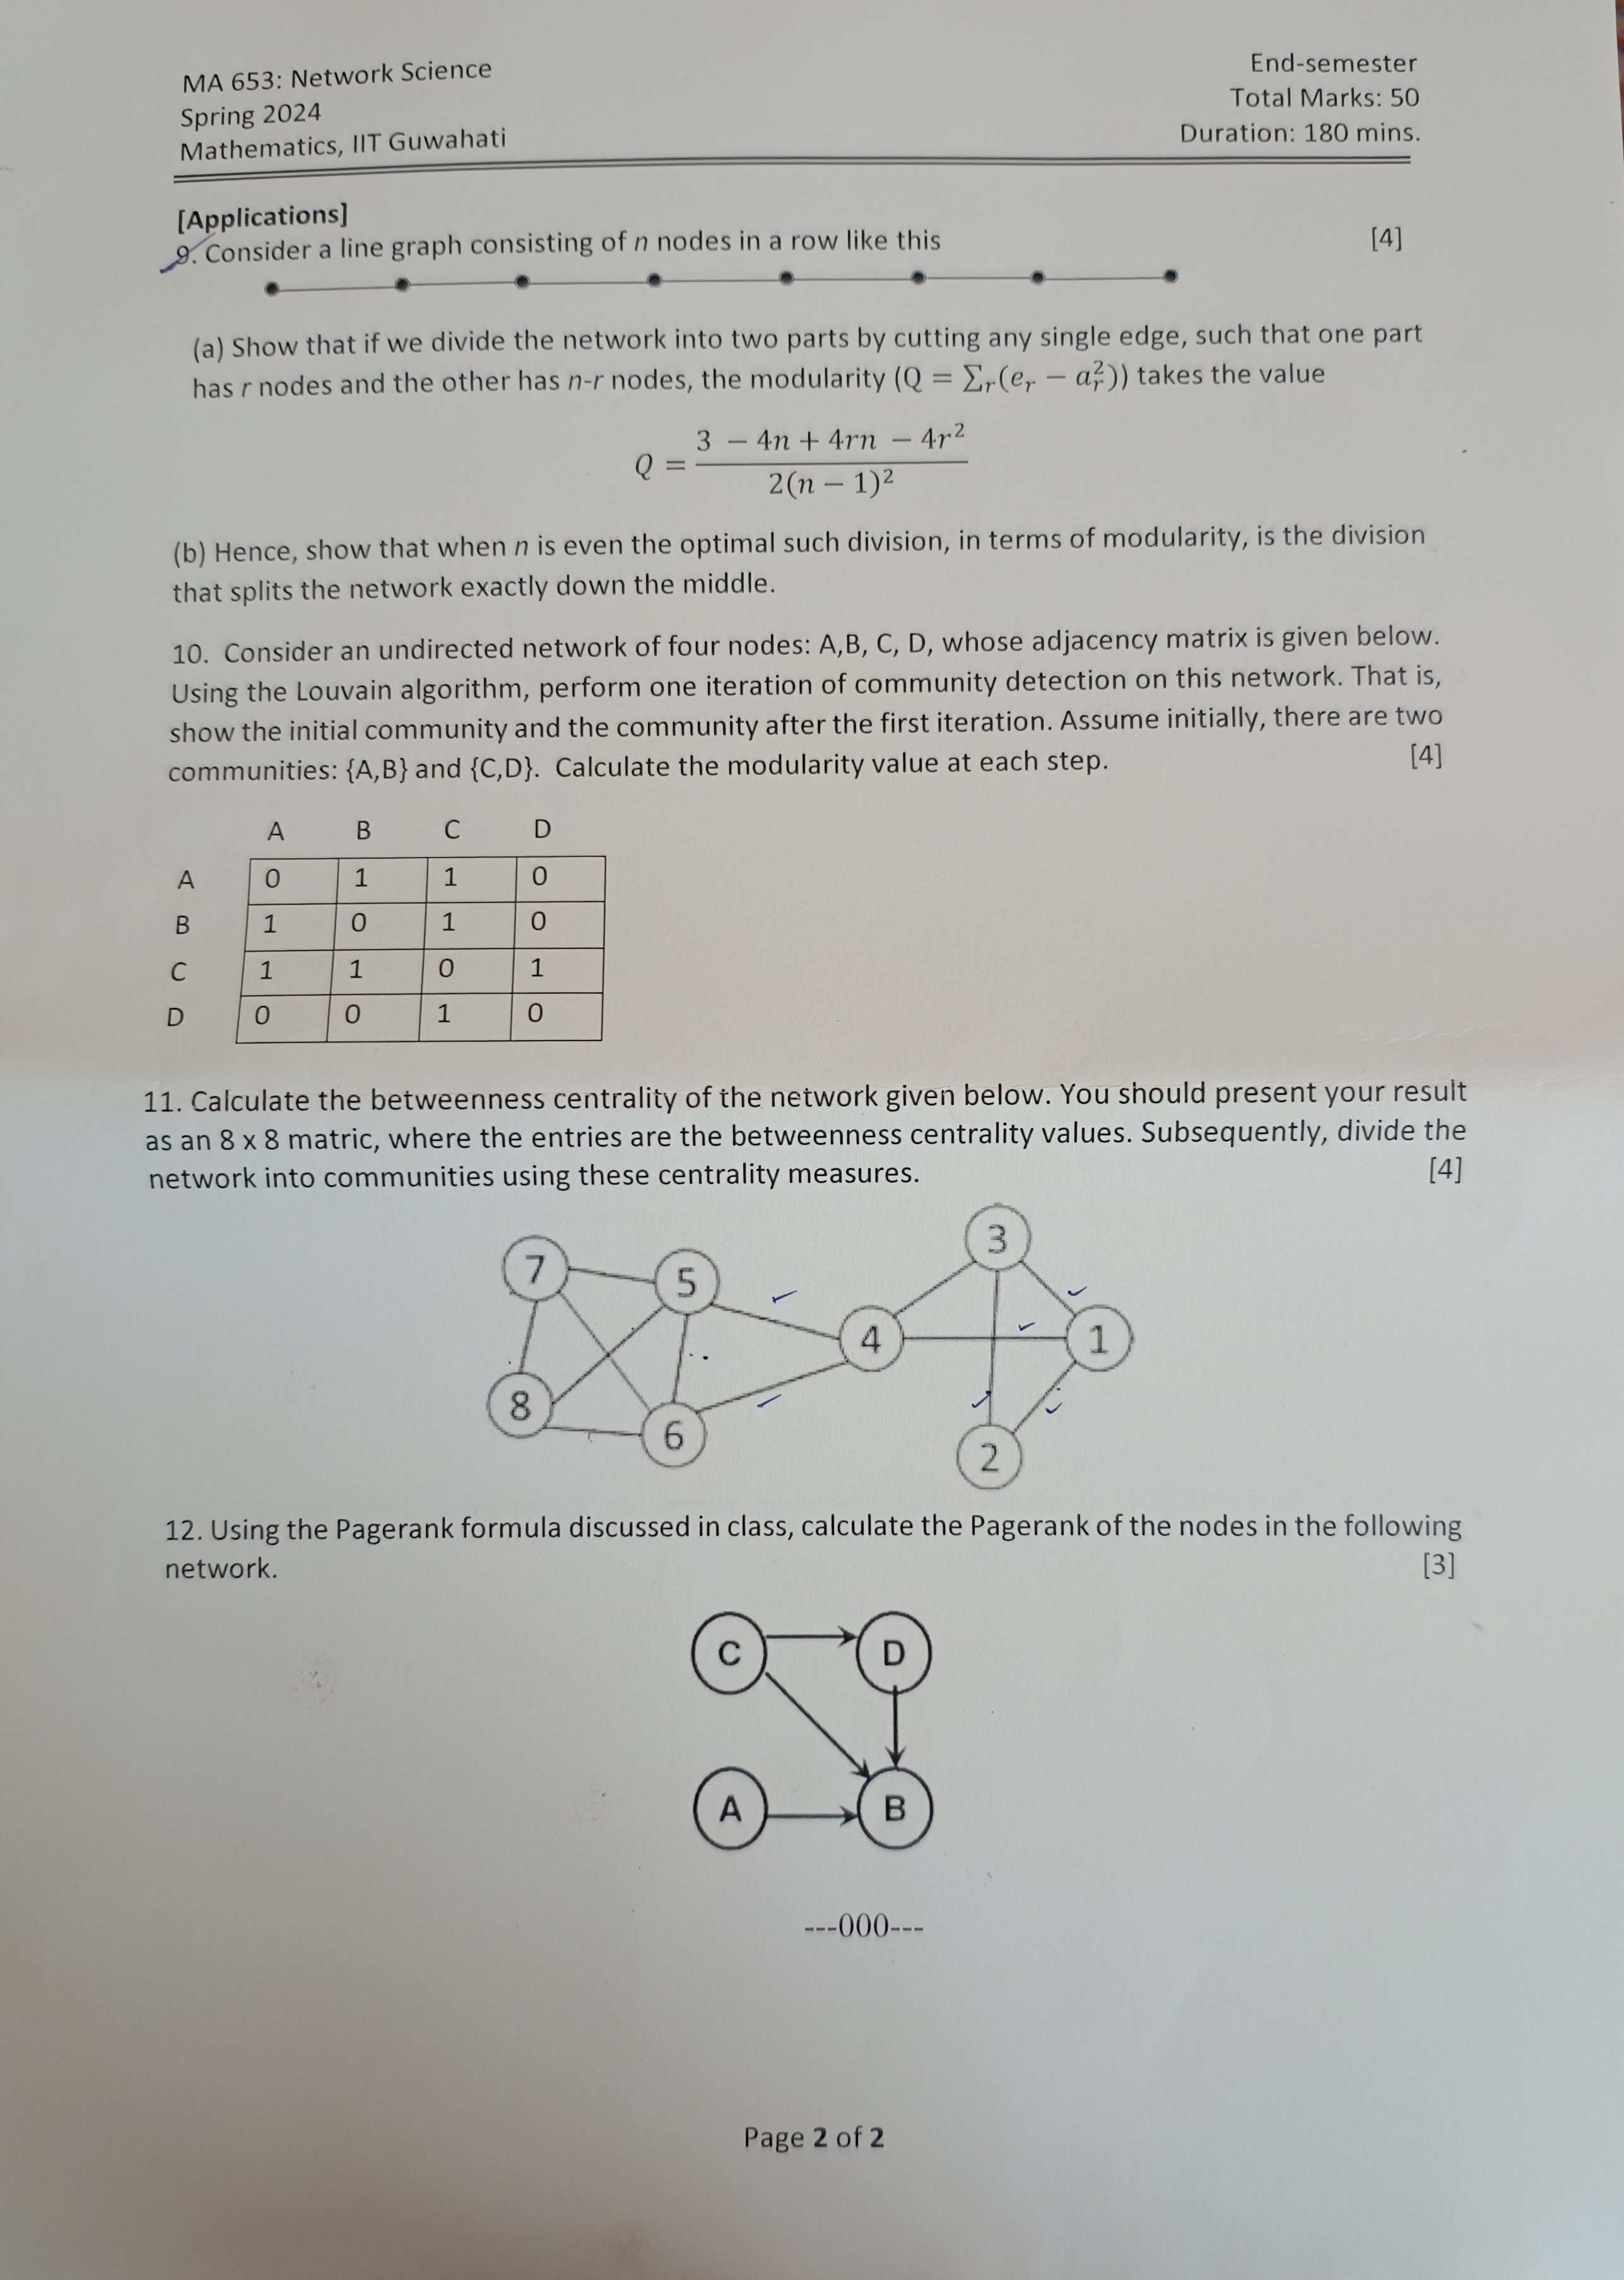 MA 653: Network Science
Spring 2024
Mathematics, IIT Guwahati
End-semester
Total Marks: 50
Duration: 180 mins.
[Applications]
9. Consider a line graph consisting of n nodes in a row like this [4]
(a) Show that if we divide the network into two parts by cutting any single edge, such that one part
has r nodes and the other has n-r nodes, the modularity (Q = Σ_r(e_r − a_r^2)) takes the value
Q = (3 − 4n + 4rn − 4r^2) / (2(n − 1)^2)
(b) Hence, show that when n is even the optimal such division, in terms of modularity, is the division
that splits the network exactly down the middle.
10. Consider an undirected network of four nodes: A,B, C, D, whose adjacency matrix is given below.
Using the Louvain algorithm, perform one iteration of community detection on this network. That is,
show the initial community and the community after the first iteration. Assume initially, there are two
communities: {A,B} and {C,D}. Calculate the modularity value at each step. [4]
A B C D
A 0 1 1 0
B 1 0 1 0
C 1 1 0 1
D 0 0 1 0
11. Calculate the betweenness centrality of the network given below. You should present your result
as an 8 x 8 matric, where the entries are the betweenness centrality values. Subsequently, divide the
network into communities using these centrality measures. [4]
3
7
5
4
1
8
6
2
12. Using the Pagerank formula discussed in class, calculate the Pagerank of the nodes in the following
network. [3]
C
D
A
B
---000---
Page 2 of 2